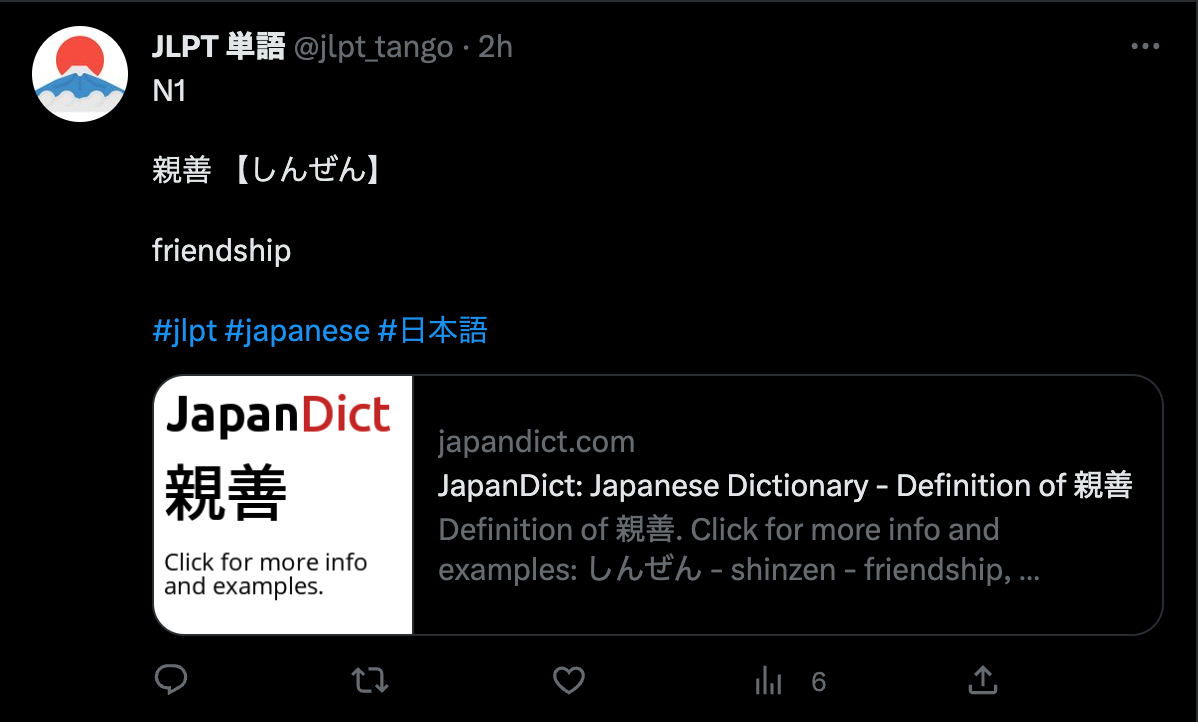 JLPT 単語 @jlpt_tango · 2h
N1
親善 【しんぜん】
friendship
#jlpt #japanese #日本語
JapanDict
親善
Click for more info
and examples.
japandict.com
JapanDict: Japanese Dictionary - Definition of 親善
Definition of 親善. Click for more info and
examples: しんぜん - shinzen - friendship, ...
6